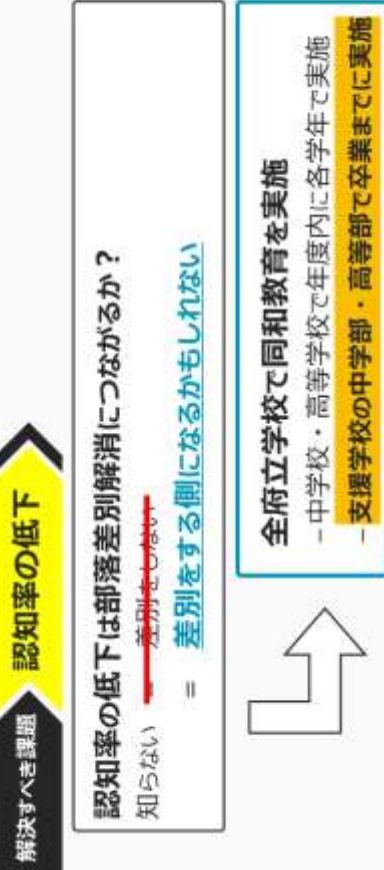 解決すべき課題
認知率の低下
認知率の低下は部落差別解消につながるか？
知らない = 差別をしない
= 差別をする側になるかもしれない
全府立学校で同和教育を実施
–中学校・高等学校で年度内に各学年で実施
–支援学校の中学部・高等部で卒業までに実施